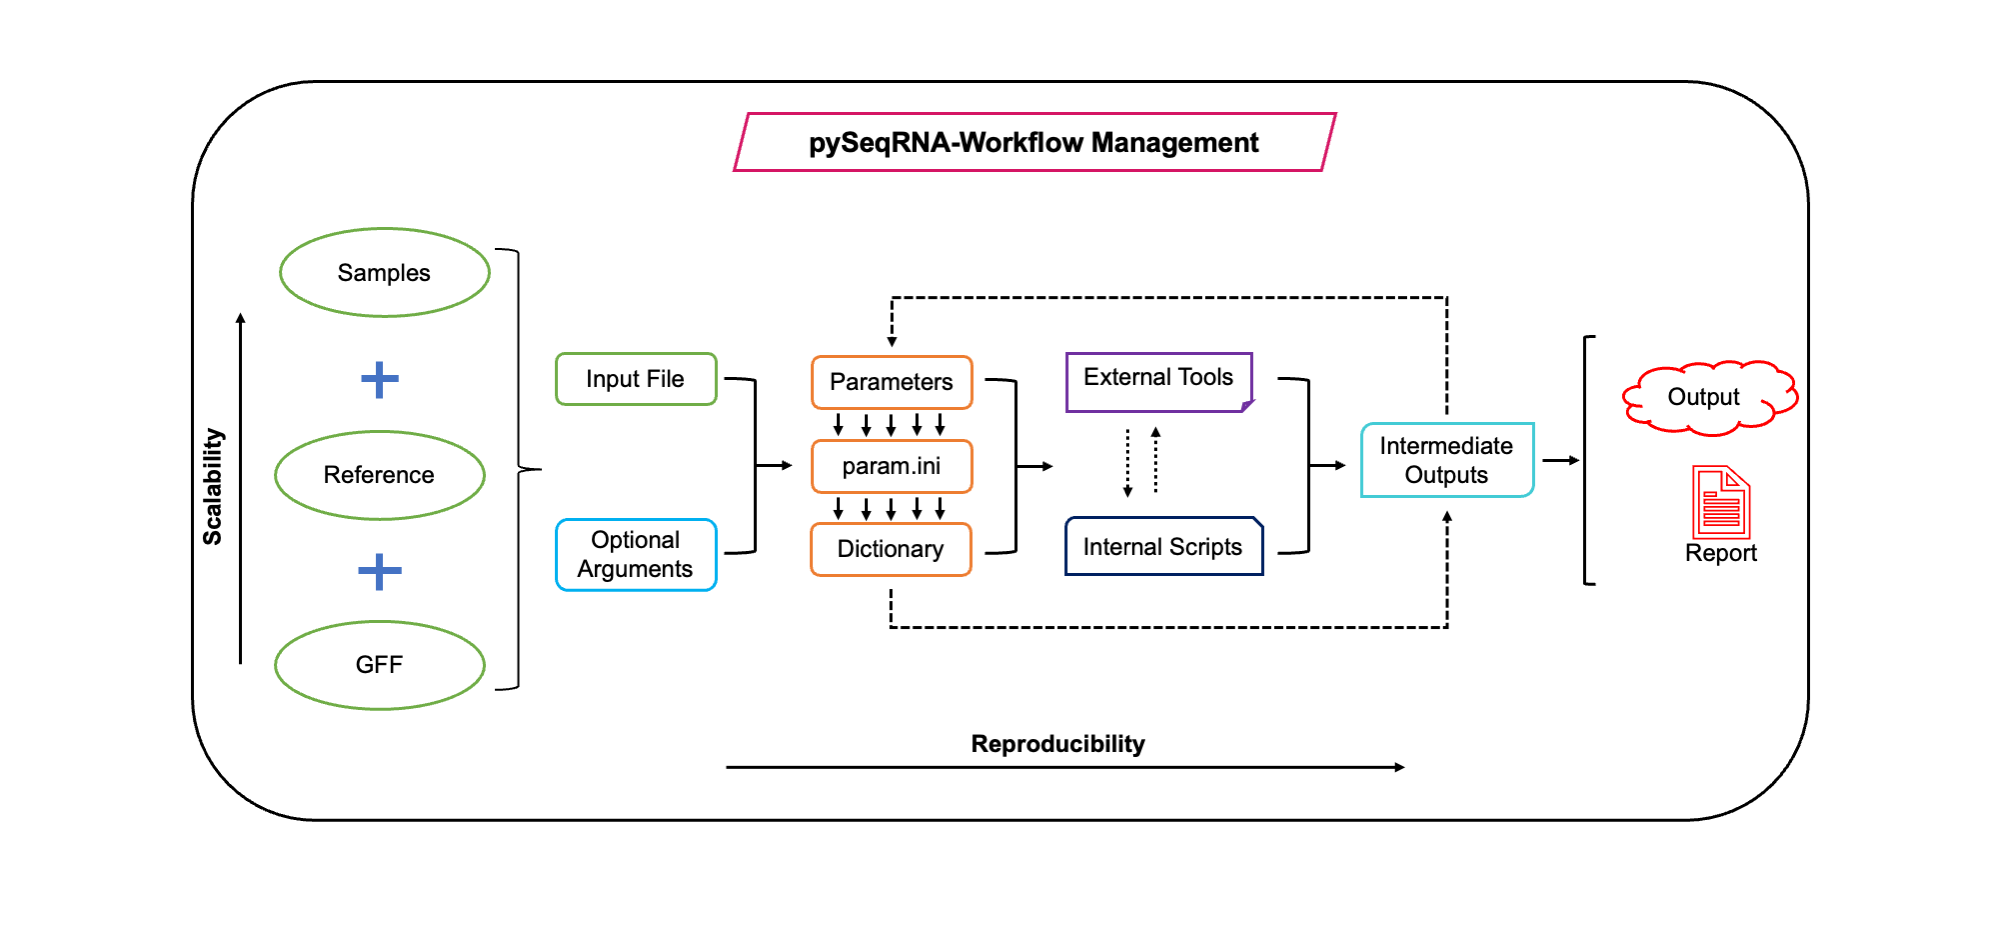 pySeqRNA-Workflow Management
Scalability
Samples
Reference
GFF
Input File
Optional
Arguments
Parameters
param.ini
Dictionary
External Tools
Internal Scripts
Intermediate
Outputs
Output
Report
Reproducibility